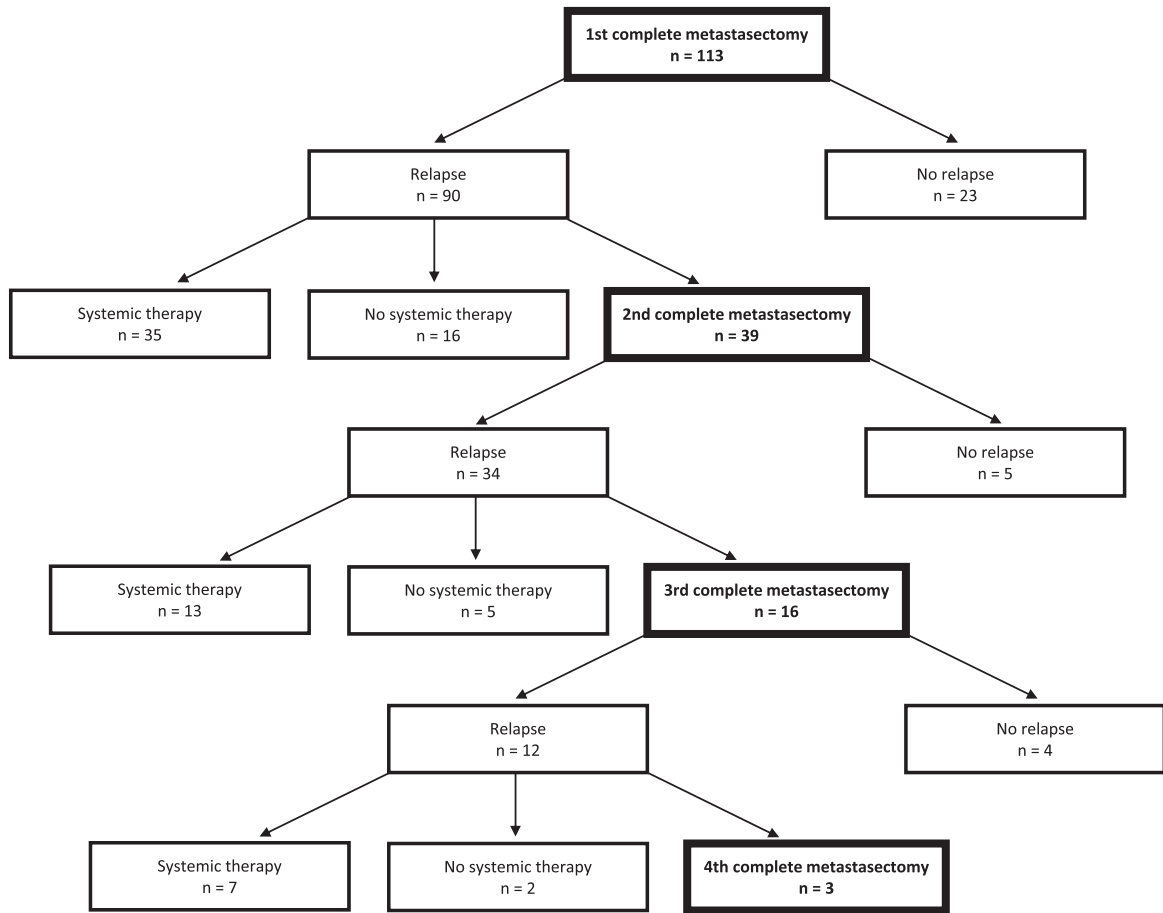 1st complete metastasectomy
n = 113
Relapse
n = 90
No relapse
n = 23
Systemic therapy
n = 35
No systemic therapy
n = 16
2nd complete metastasectomy
n = 39
Relapse
n = 34
No relapse
n = 5
Systemic therapy
n = 13
No systemic therapy
n = 5
3rd complete metastasectomy
n = 16
Relapse
n = 12
No relapse
n = 4
Systemic therapy
n = 7
No systemic therapy
n = 2
4th complete metastasectomy
n = 3